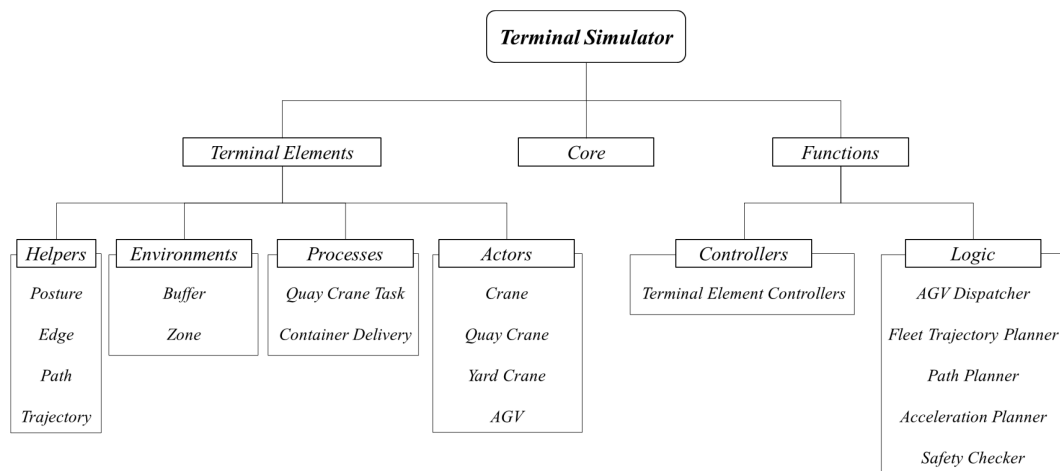 Terminal Simulator
Terminal Elements
Core
Functions
Helpers
Environments
Processes
Actors
Controllers
Logic
Posture
Edge
Path
Trajectory
Buffer
Zone
Quay Crane Task
Container Delivery
Crane
Quay Crane
Yard Crane
AGV
Terminal Element Controllers
AGV Dispatcher
Fleet Trajectory Planner
Path Planner
Acceleration Planner
Safety Checker